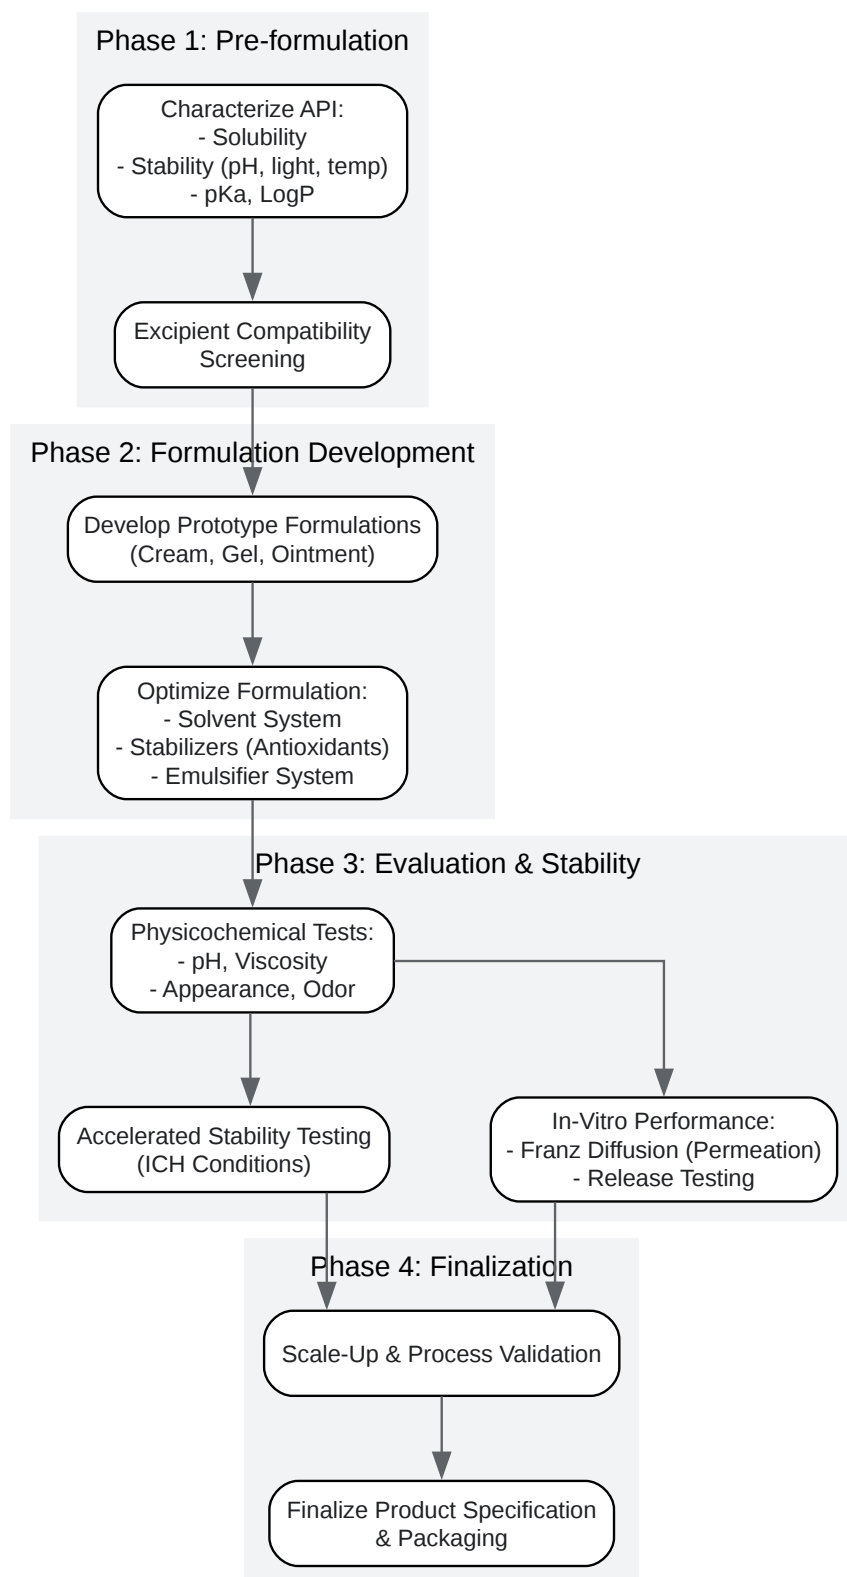 Phase 1: Pre-formulation
Characterize API:
- Solubility
- Stability (pH, light, temp)
- pKa, LogP
Excipient Compatibility
Screening
Phase 2: Formulation Development
Develop Prototype Formulations
(Cream, Gel, Ointment)
Optimize Formulation:
- Solvent System
- Stabilizers (Antioxidants)
- Emulsifier System
Phase 3: Evaluation & Stability
Physicochemical Tests:
- pH, Viscosity
- Appearance, Odor
Accelerated Stability Testing
(ICH Conditions)
In-Vitro Performance:
- Franz Diffusion (Permeation)
- Release Testing
Phase 4: Finalization
Scale-Up & Process Validation
Finalize Product Specification
& Packaging